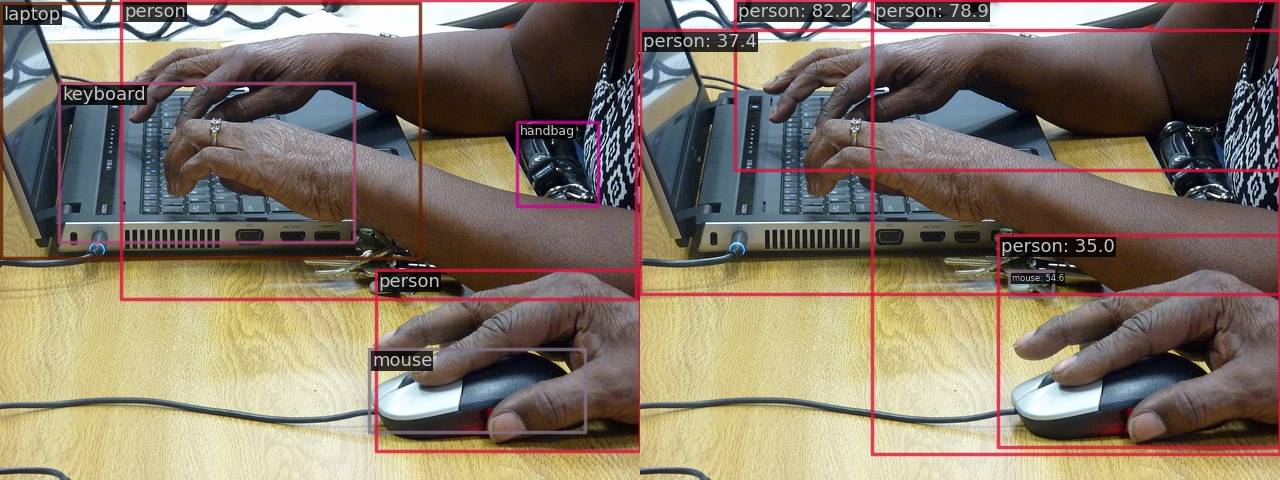 laptop
person
keyboard
handbag
person
mouse
person: 82.2
person: 78.9
person: 37.4
person: 35.0
mouse: 54.6